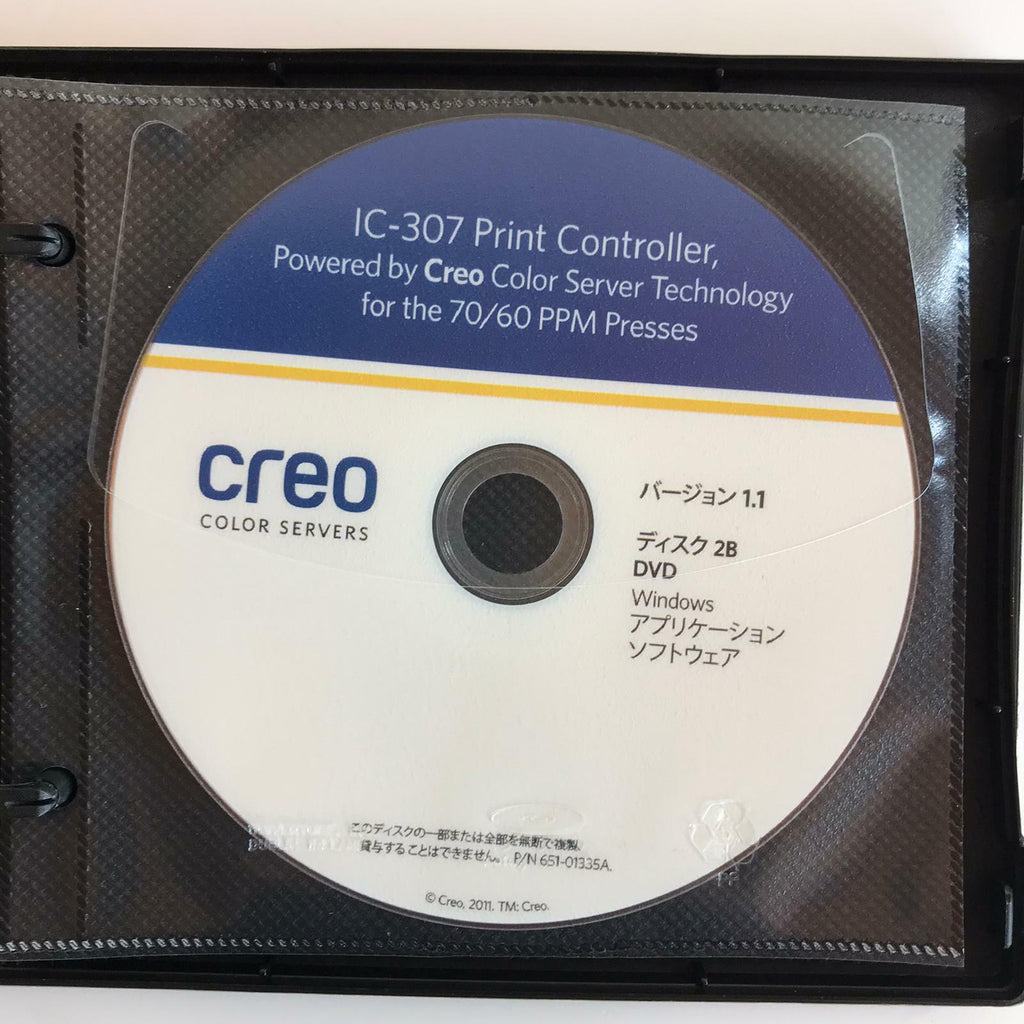 IC-307 Print Controller,
Powered by Creo Color Server Technology
for the 70/60 PPM Presses
creo
COLOR SERVERS
バージョン 1.1
ディスク 2B
DVD
Windows
アプリケーション
ソフトウェア
このディスクの一部または全部を無断で複製、
貸与することはできません。 P/N 651-01335A.
© Creo, 2011. TM: Creo.
PP